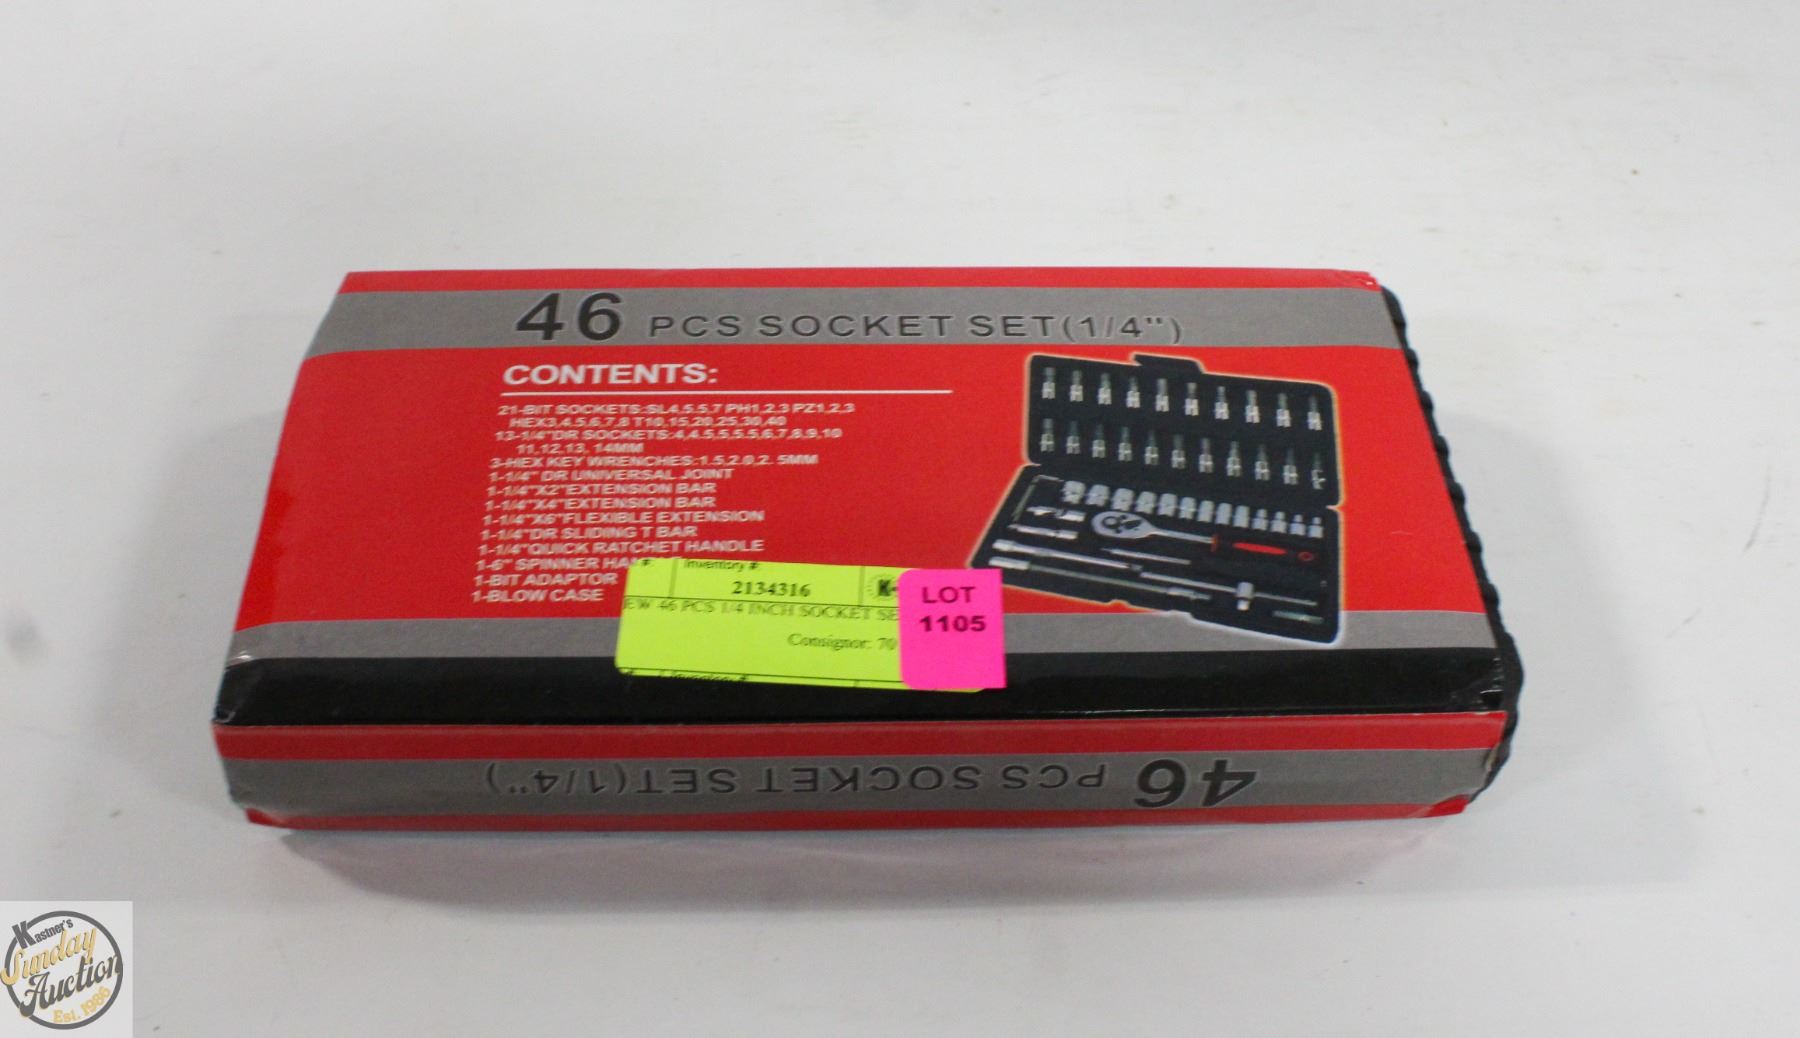 46 PCS SOCKET SET(1/4")
CONTENTS:
21-BIT SOCKETS:SL4,5.5,7 PH1,2,3 PZ1,2,3
HEX3,4,5,6,7,8 T10,15,20,25,30,40
13-1/4"DR SOCKETS:4,4.5,5,5.5,6,7,8,9,10
11,12,13, 14MM
3-HEX KEY WRENCHES:1.5,2.0,2. 5MM
1-1/4" DR UNIVERSAL JOINT
1-1/4"X2"EXTENSION BAR
1-1/4"X4"EXTENSION BAR
1-1/4"X6"FLEXIBLE EXTENSION
1-1/4"DR SLIDING T BAR
1-1/4"QUICK RATCHET HANDLE
1-6" SPINNER HA
1-BIT ADAPTOR
1-BLOW CASE
#:
Inventory #:
2134316
K
EW 46 PCS 1/4 INCH SOCKET SE
Consignor: 70
Inventory #
LOT
1105
46 PCS SOCKET SET(1/4")
Kastner's
Sunday
Auction
Est. 1986